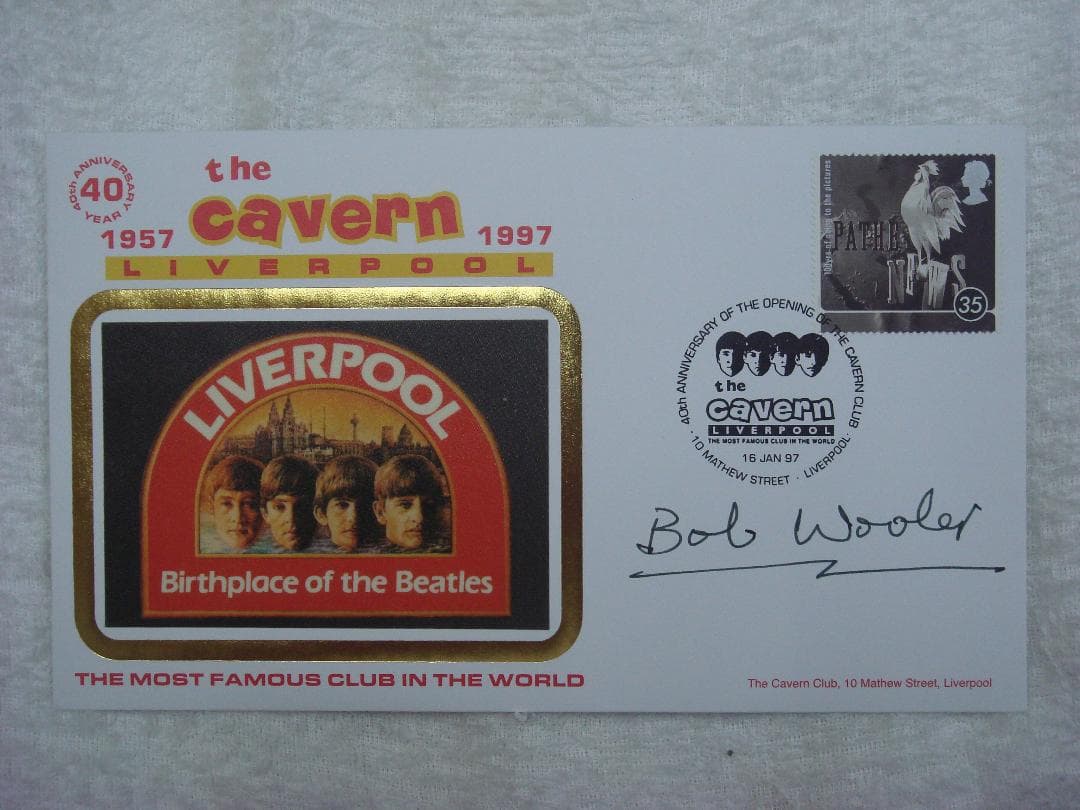 40th ANNIVERSARY
40
YEAR
the
cavern
1957
1997
LIVERPOOL
LIVERPOOL
Birthplace of the Beatles
THE MOST FAMOUS CLUB IN THE WORLD
to the pictures
PATHE
NEWS
35
40th ANNIVERSARY OF THE OPENING OF THE CAVERN CLUB
the
cavern
LIVERPOOL
THE MOST FAMOUS CLUB IN THE WORLD
16 JAN 97
· 10 MATHEW STREET · LIVERPOOL ·
Bob Wooler
The Cavern Club, 10 Mathew Street, Liverpool